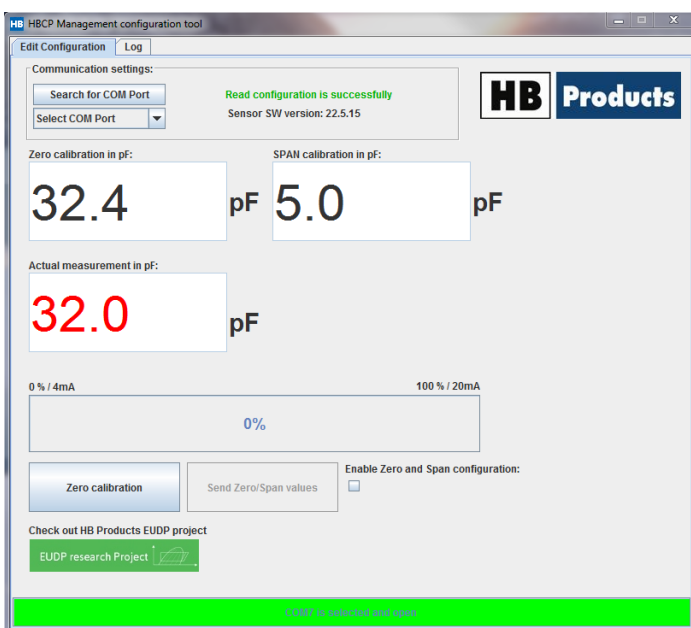 HB HBCP Management configuration tool
Edit Configuration Log
Communication settings:
Search for COM Port
Read configuration is successfully
Select COM Port
Sensor SW version: 22.5.15
HB Products
Zero calibration in pF:
SPAN calibration in pF:
32.4 pF
5.0 pF
Actual measurement in pF:
32.0 pF
0 % / 4mA
100 % / 20mA
0%
Zero calibration
Send Zero/Span values
Enable Zero and Span configuration:
Check out HB Products EUDP project
EUDP research Project
COM7 is selected and open